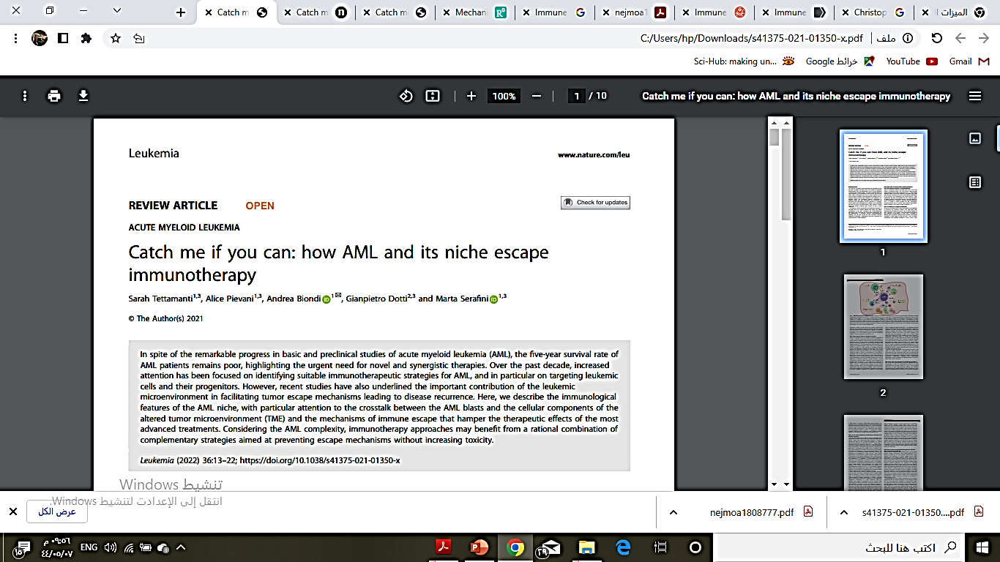 Catch m
Catch m
Catch m
Mechani
Immune
nejmoa1
Immune
Immune
Christop
الميزات ال
ملف C:/Users/hp/Downloads/s41375-021-01350-x.pdf
Sci-Hub: making un...
خرائط Google
YouTube
Gmail
100%
1 / 10
Catch me if you can: how AML and its niche escape immunotherapy
Leukemia
www.nature.com/leu
REVIEW ARTICLE OPEN
Check for updates
ACUTE MYELOID LEUKEMIA
Catch me if you can: how AML and its niche escape
immunotherapy
Sarah Tettamanti1,3, Alice Pievani1,3, Andrea Biondi 1✉, Gianpietro Dotti2,3 and Marta Serafini 1,3
© The Author(s) 2021
In spite of the remarkable progress in basic and preclinical studies of acute myeloid leukemia (AML), the five-year survival rate of
AML patients remains poor, highlighting the urgent need for novel and synergistic therapies. Over the past decade, increased
attention has been focused on identifying suitable immunotherapeutic strategies for AML, and in particular on targeting leukemic
cells and their progenitors. However, recent studies have also underlined the important contribution of the leukemic
microenvironment in facilitating tumor escape mechanisms leading to disease recurrence. Here, we describe the immunological
features of the AML niche, with particular attention to the crosstalk between the AML blasts and the cellular components of the
altered tumor microenvironment (TME) and the mechanisms of immune escape that hamper the therapeutic effects of the most
advanced treatments. Considering the AML complexity, immunotherapy approaches may benefit from a rational combination of
complementary strategies aimed at preventing escape mechanisms without increasing toxicity.
Leukemia (2022) 36:13–22; https://doi.org/10.1038/s41375-021-01350-x
1
2
تنشيط Windows
انتقل إلى الإعدادت لتنشيط Windows.
عرض الكل
nejmoa1808777.pdf
s41375-021-01350....pdf
ENG
٠٩:٥٦ م
٤٤/٠٥/٠٧
اكتب هنا للبحث